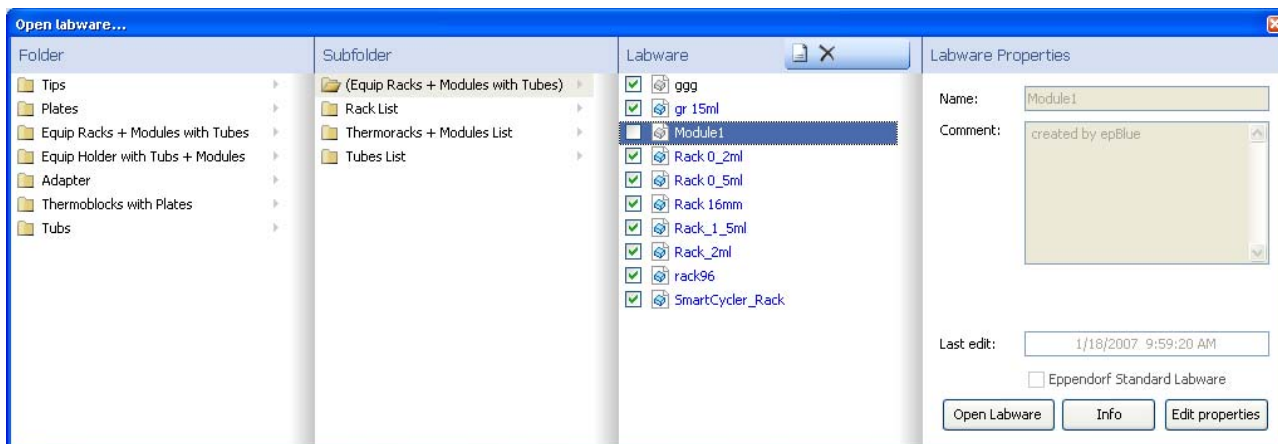 Open labware...
Folder
Tips
Plates
Equip Racks + Modules with Tubes
Equip Holder with Tubs + Modules
Adapter
Thermoblocks with Plates
Tubs
Subfolder
(Equip Racks + Modules with Tubes)
Rack List
Thermoracks + Modules List
Tubes List
Labware
ggg
gr 15ml
Module1
Rack 0_2ml
Rack 0_5ml
Rack 16mm
Rack_1_5ml
Rack_2ml
rack96
SmartCycler_Rack
Labware Properties
Name: Module1
Comment: created by epBlue
Last edit: 1/18/2007 9:59:20 AM
Eppendorf Standard Labware
Open Labware Info Edit properties